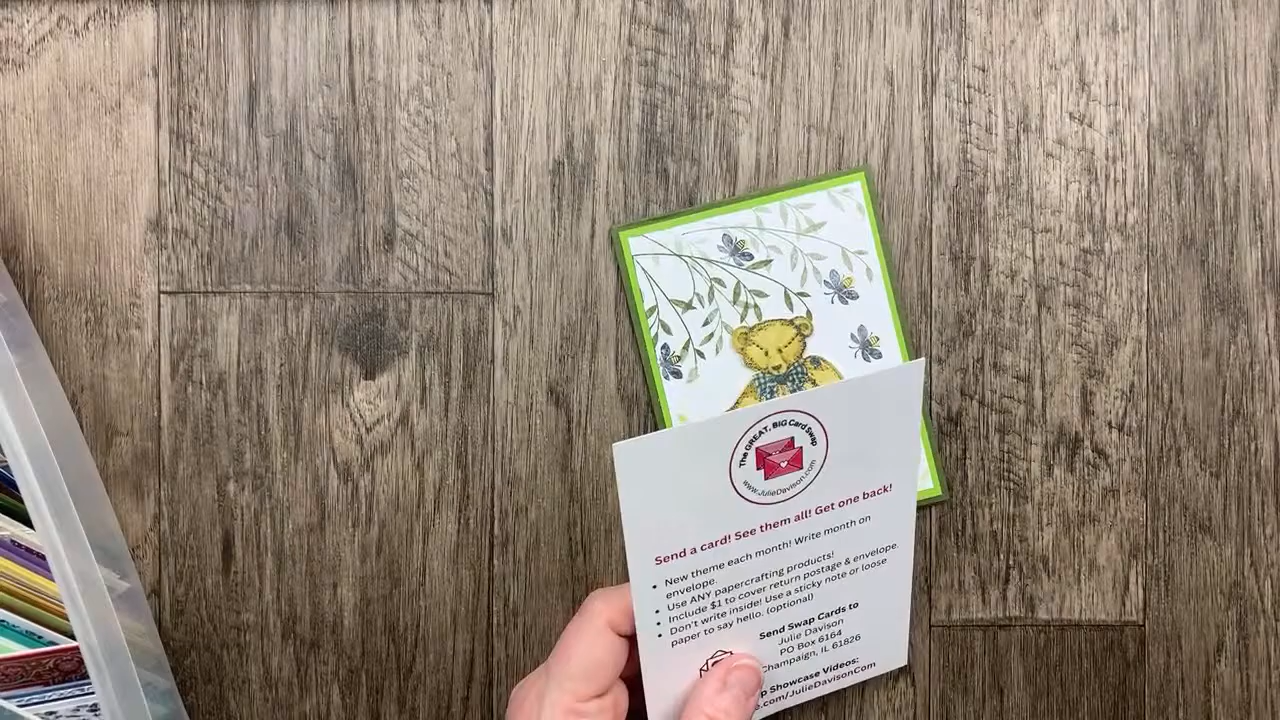 The GREAT, BIG Card Swap
www.JulieDavison.com
Send a card! See them all! Get one back!
• New theme each month! Write month on
envelope.
• Use ANY papercrafting products!
• Include $1 to cover return postage & envelope.
• Don't write inside! Use a sticky note or loose
paper to say hello. (optional)
Send Swap Cards to
Julie Davison
PO Box 6164
Champaign, IL 61826
Showcase Videos:
.com/JulieDavisonCom